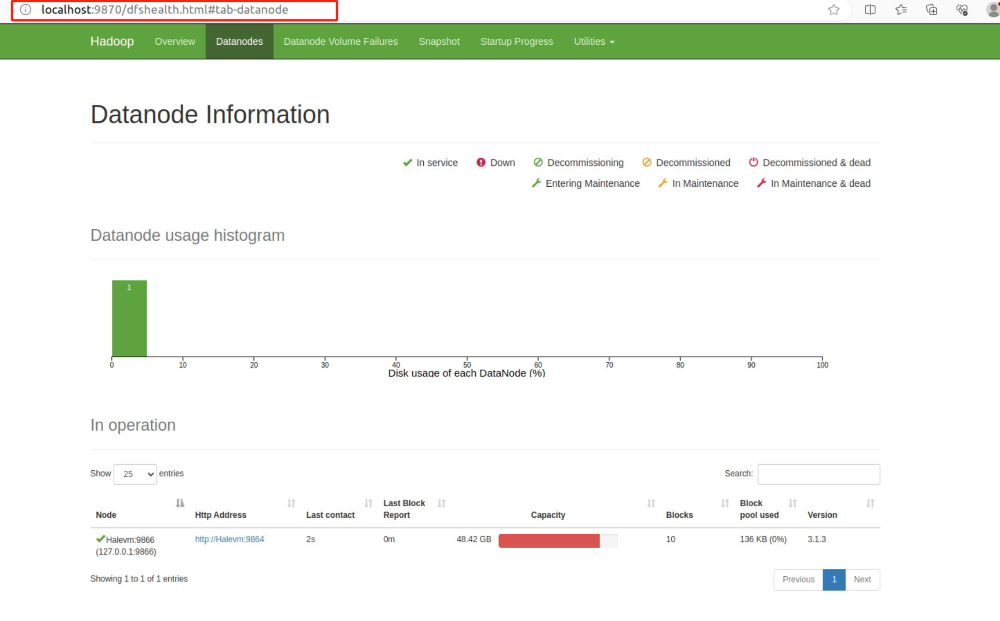 localhost:9870/dfshealth.html#tab-datanode
Hadoop Overview Datanodes Datanode Volume Failures Snapshot Startup Progress Utilities
Datanode Information
In service Down Decommissioning Decommissioned Decommissioned & dead
Entering Maintenance In Maintenance In Maintenance & dead
Datanode usage histogram
1
0 10 20 30 40 50 60 70 80 90 100
Disk usage of each DataNode (%)
In operation
Show 25 entries Search:
Node Http Address Last contact Last Block Report Capacity Blocks Block pool used Version
Halevm:9866 http://Halevm:9864 2s 0m 48.42 GB 10 136 KB (0%) 3.1.3
(127.0.0.1:9866)
Showing 1 to 1 of 1 entries Previous 1 Next